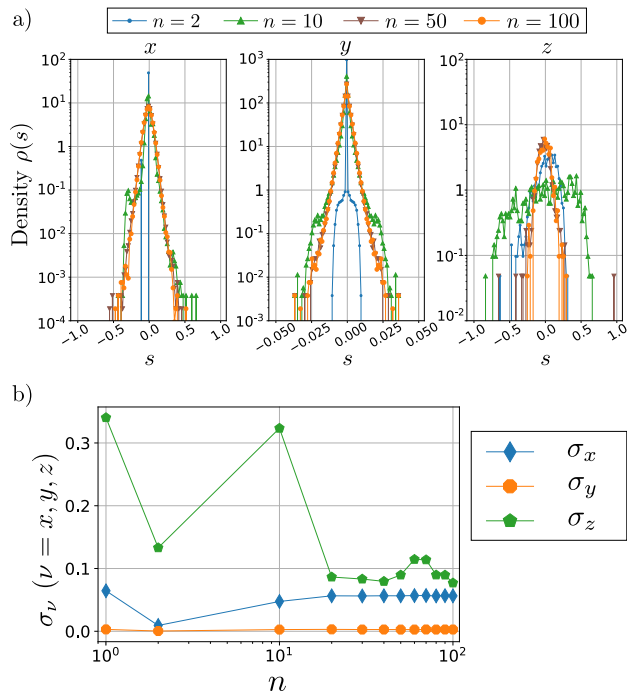 a)
n = 2 n = 10 n = 50 n = 100
x y z
Density ρ(s)
10² 10¹ 1 10⁻¹ 10⁻² 10⁻³ 10⁻⁴
−1.0 −0.5 0.0 0.5 1.0
s
10³ 10² 10¹ 1 10⁻¹ 10⁻² 10⁻³
−0.050 −0.025 0.000 0.025 0.050
s
10² 10¹ 1 10⁻¹ 10⁻²
−1.0 −0.5 0.0 0.5 1.0
s
b)
σν (ν = x, y, z)
0.3
0.2
0.1
0.0
10⁰ 10¹ 10²
n
σx
σy
σz